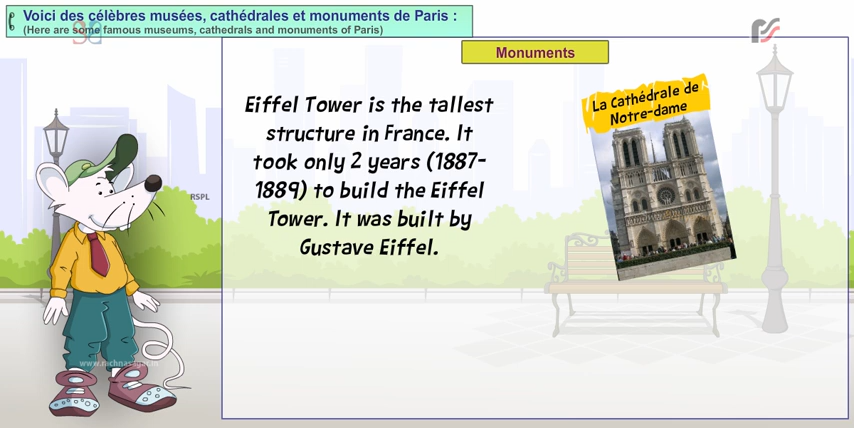 Voici des célèbres musées, cathédrales et monuments de Paris :
(Here are some famous museums, cathedrals and monuments of Paris)
Monuments
Eiffel Tower is the tallest
structure in France. It
took only 2 years (1887-
1889) to build the Eiffel
Tower. It was built by
Gustave Eiffel.
La Cathédrale de
Notre-dame
RSPL